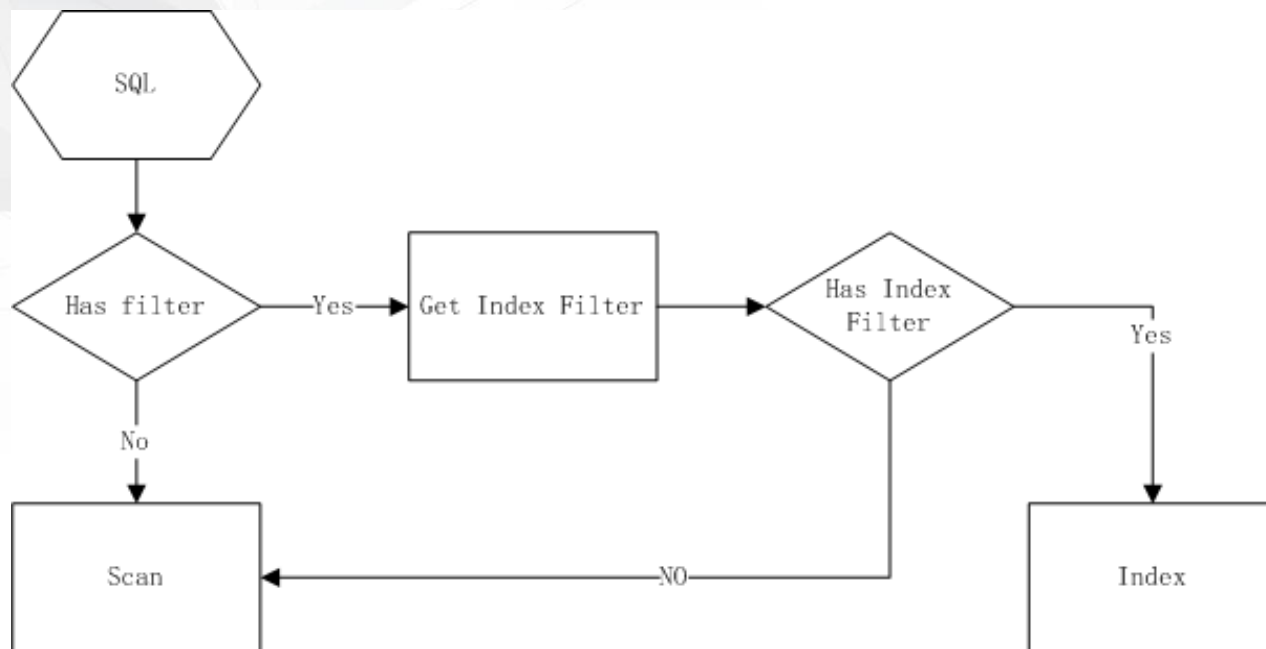 SQL
Has filter
Yes
Get Index Filter
Has Index
Filter
Yes
No
Scan
NO
Index